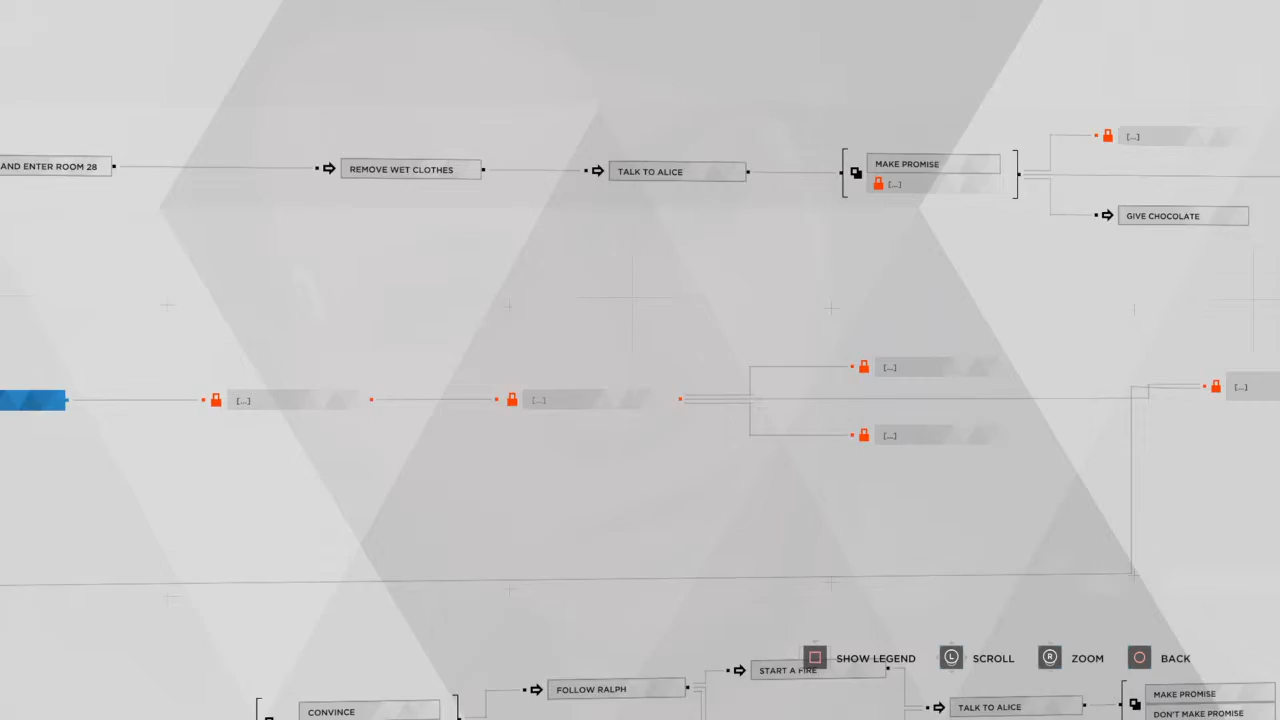 AND ENTER ROOM 28
REMOVE WET CLOTHES
TALK TO ALICE
MAKE PROMISE
[...]
[...]
GIVE CHOCOLATE
[...]
[...]
[...]
[...]
[...]
SHOW LEGEND
L SCROLL
R ZOOM
BACK
START A FIRE
FOLLOW RALPH
CONVINCE
TALK TO ALICE
MAKE PROMISE
DON'T MAKE PROMISE